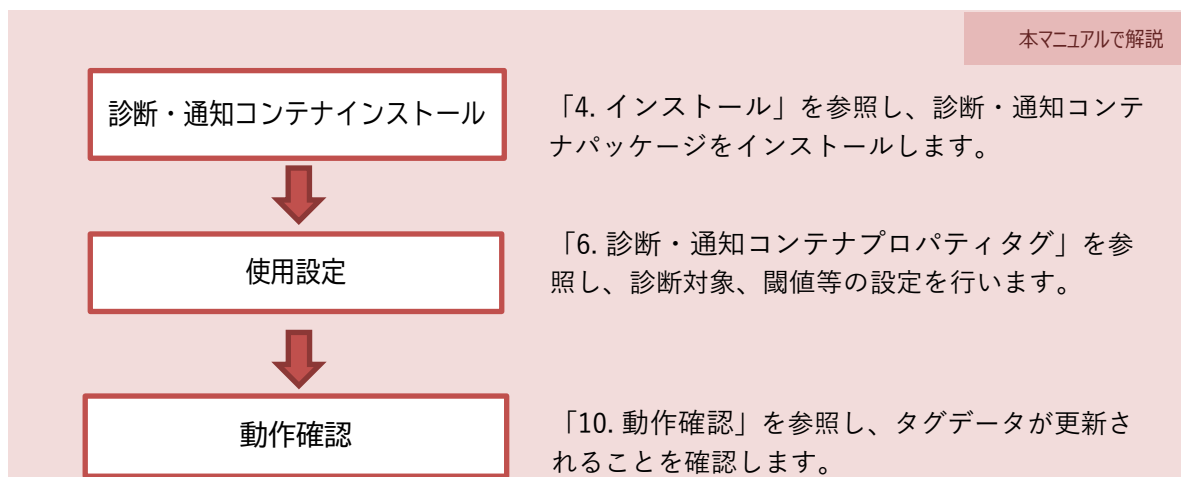 本マニュアルで解説
診断・通知コンテナインストール
「4. インストール」を参照し、診断・通知コンテ
ナパッケージをインストールします。
使用設定
「6. 診断・通知コンテナプロパティタグ」を参
照し、診断対象、閾値等の設定を行います。
動作確認
「10. 動作確認」を参照し、タグデータが更新さ
れることを確認します。